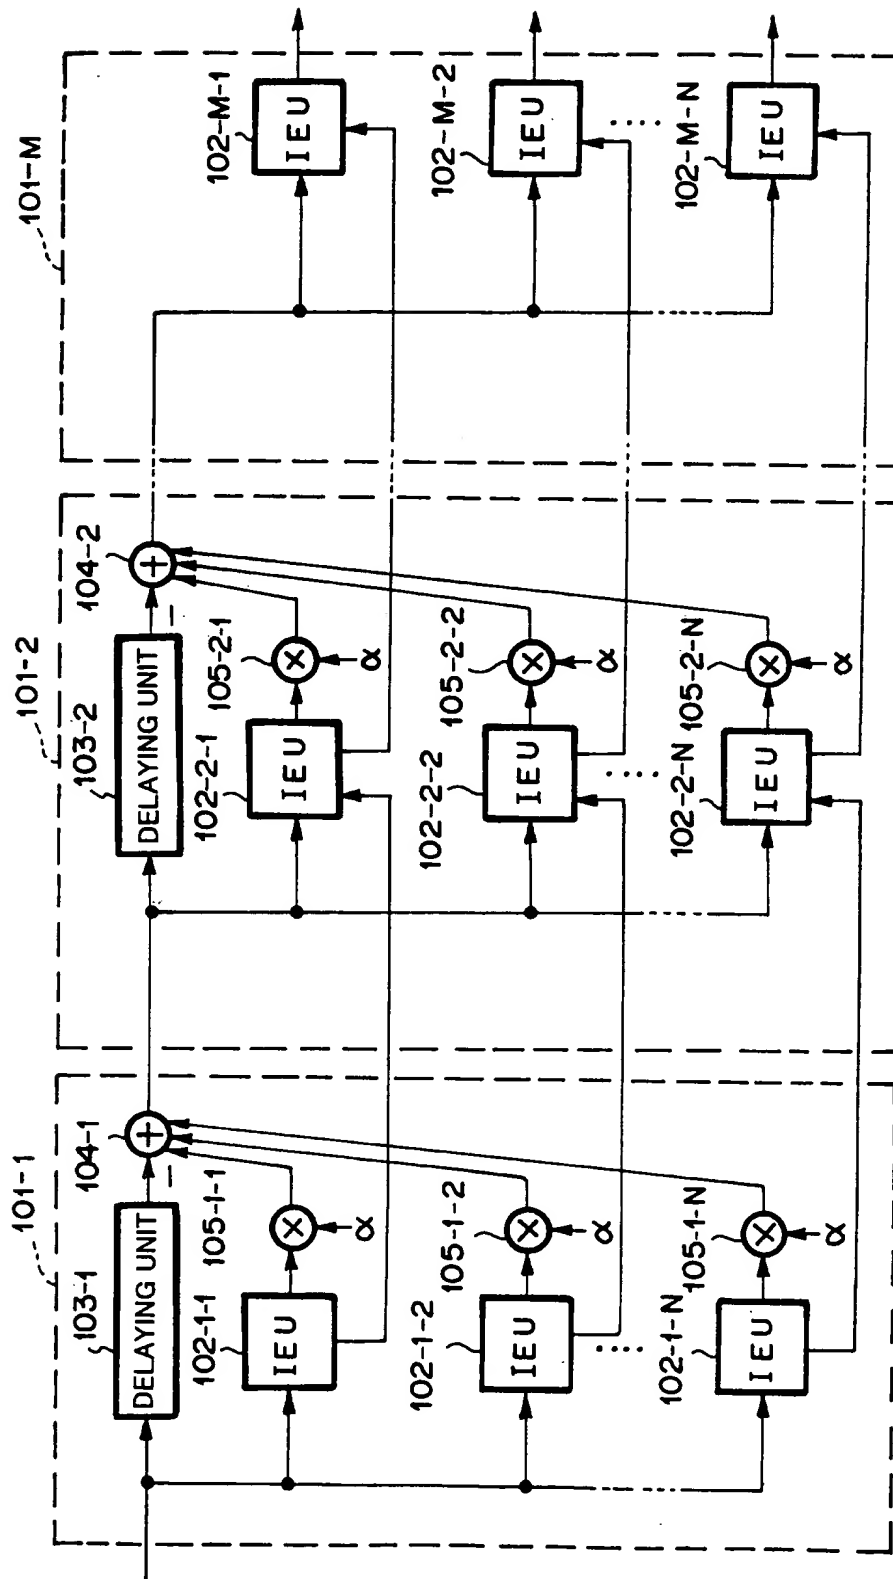 101-1
103-1
DELAYING UNIT
104-1
+
−
102-1-1
IEU
105-1-1
×
α
102-1-2
IEU
105-1-2
×
α
....
102-1-N
IEU
105-1-N
×
α
101-2
103-2
DELAYING UNIT
104-2
+
−
102-2-1
IEU
105-2-1
×
α
102-2-2
IEU
105-2-2
×
α
....
102-2-N
IEU
105-2-N
×
α
101-M
102-M-1
IEU
102-M-2
IEU
....
102-M-N
IEU